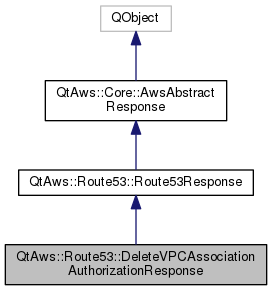 QObject
QtAws::Core::AwsAbstract
Response
QtAws::Route53::Route53Response
QtAws::Route53::DeleteVPCAssociation
AuthorizationResponse